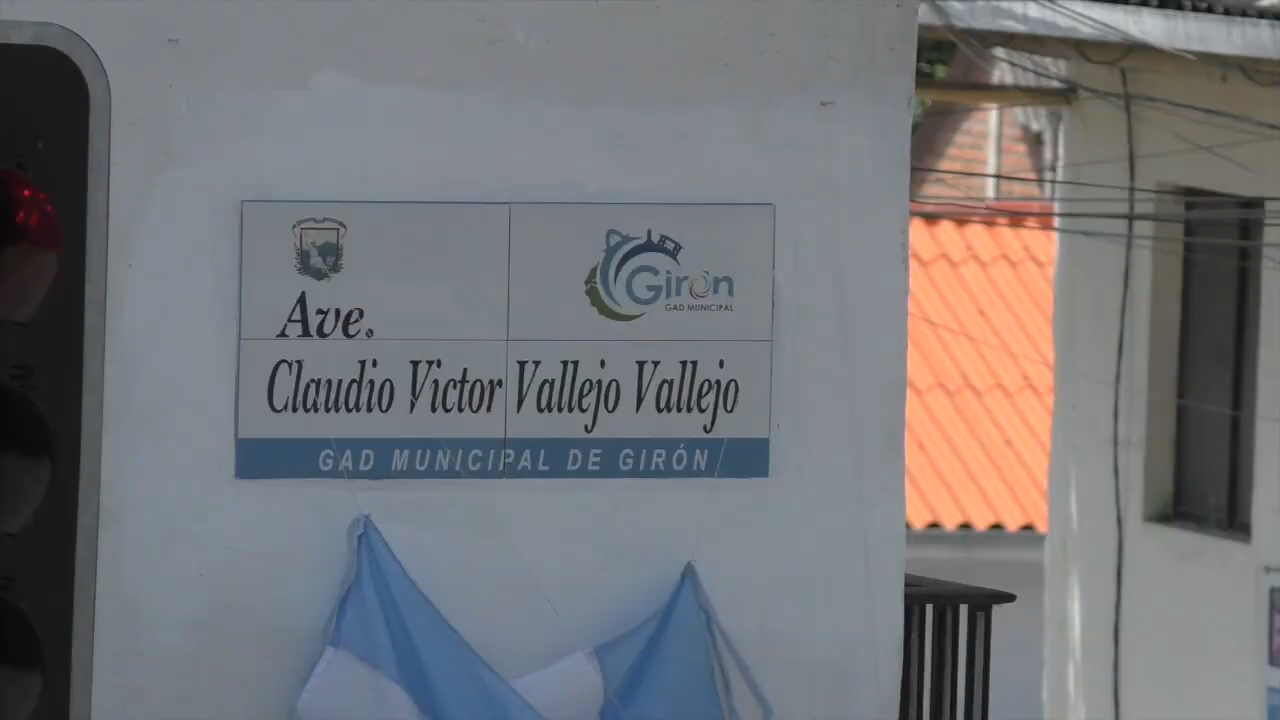 Girón
GAD MUNICIPAL
Ave.
Claudio Victor Vallejo Vallejo
GAD MUNICIPAL DE GIRÓN